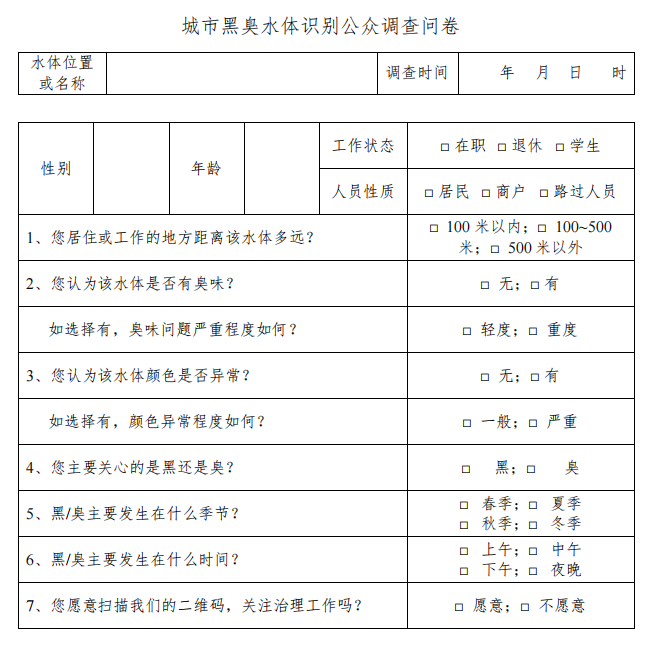 城市黑臭水体识别公众调查问卷
水体位置
或名称
调查时间
年 月 日 时
性别
年龄
工作状态
□ 在职 □ 退休 □ 学生
人员性质
□ 居民 □ 商户 □ 路过人员
1、您居住或工作的地方距离该水体多远？
□ 100 米以内；□ 100~500
米；□ 500 米以外
2、您认为该水体是否有臭味？
□ 无；□ 有
如选择有，臭味问题严重程度如何？
□ 轻度；□ 重度
3、您认为该水体颜色是否异常？
□ 无；□ 有
如选择有，颜色异常程度如何？
□ 一般；□ 严重
4、您主要关心的是黑还是臭？
□ 黑；□ 臭
5、黑/臭主要发生在什么季节？
□ 春季；□ 夏季
□ 秋季；□ 冬季
6、黑/臭主要发生在什么时间？
□ 上午；□ 中午
□ 下午；□ 夜晚
7、您愿意扫描我们的二维码，关注治理工作吗？
□ 愿意；□ 不愿意